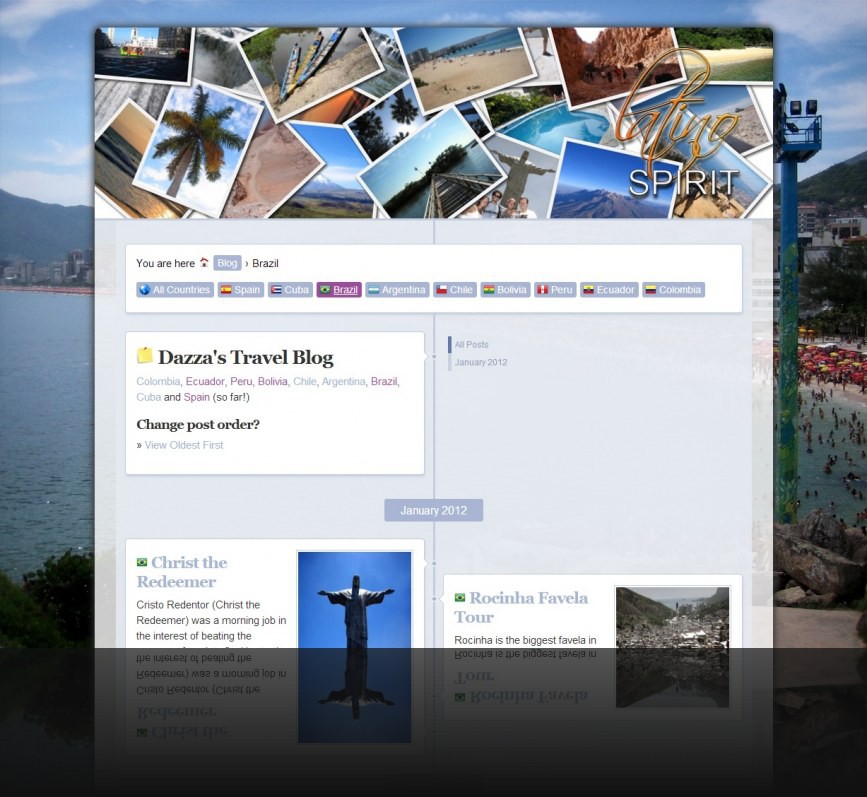 latino
SPIRIT
You are here Blog › Brazil
All Countries Spain Cuba Brazil Argentina Chile Bolivia Peru Ecuador Colombia
Dazza's Travel Blog
Colombia, Ecuador, Peru, Bolivia, Chile, Argentina, Brazil,
Cuba and Spain (so far!)
Change post order?
» View Oldest First
All Posts
January 2012
January 2012
Christ the
Redeemer
Cristo Redentor (Christ the
Redeemer) was a morning job in
the interest of beating the
Rocinha Favela
Tour
Rocinha is the biggest favela in